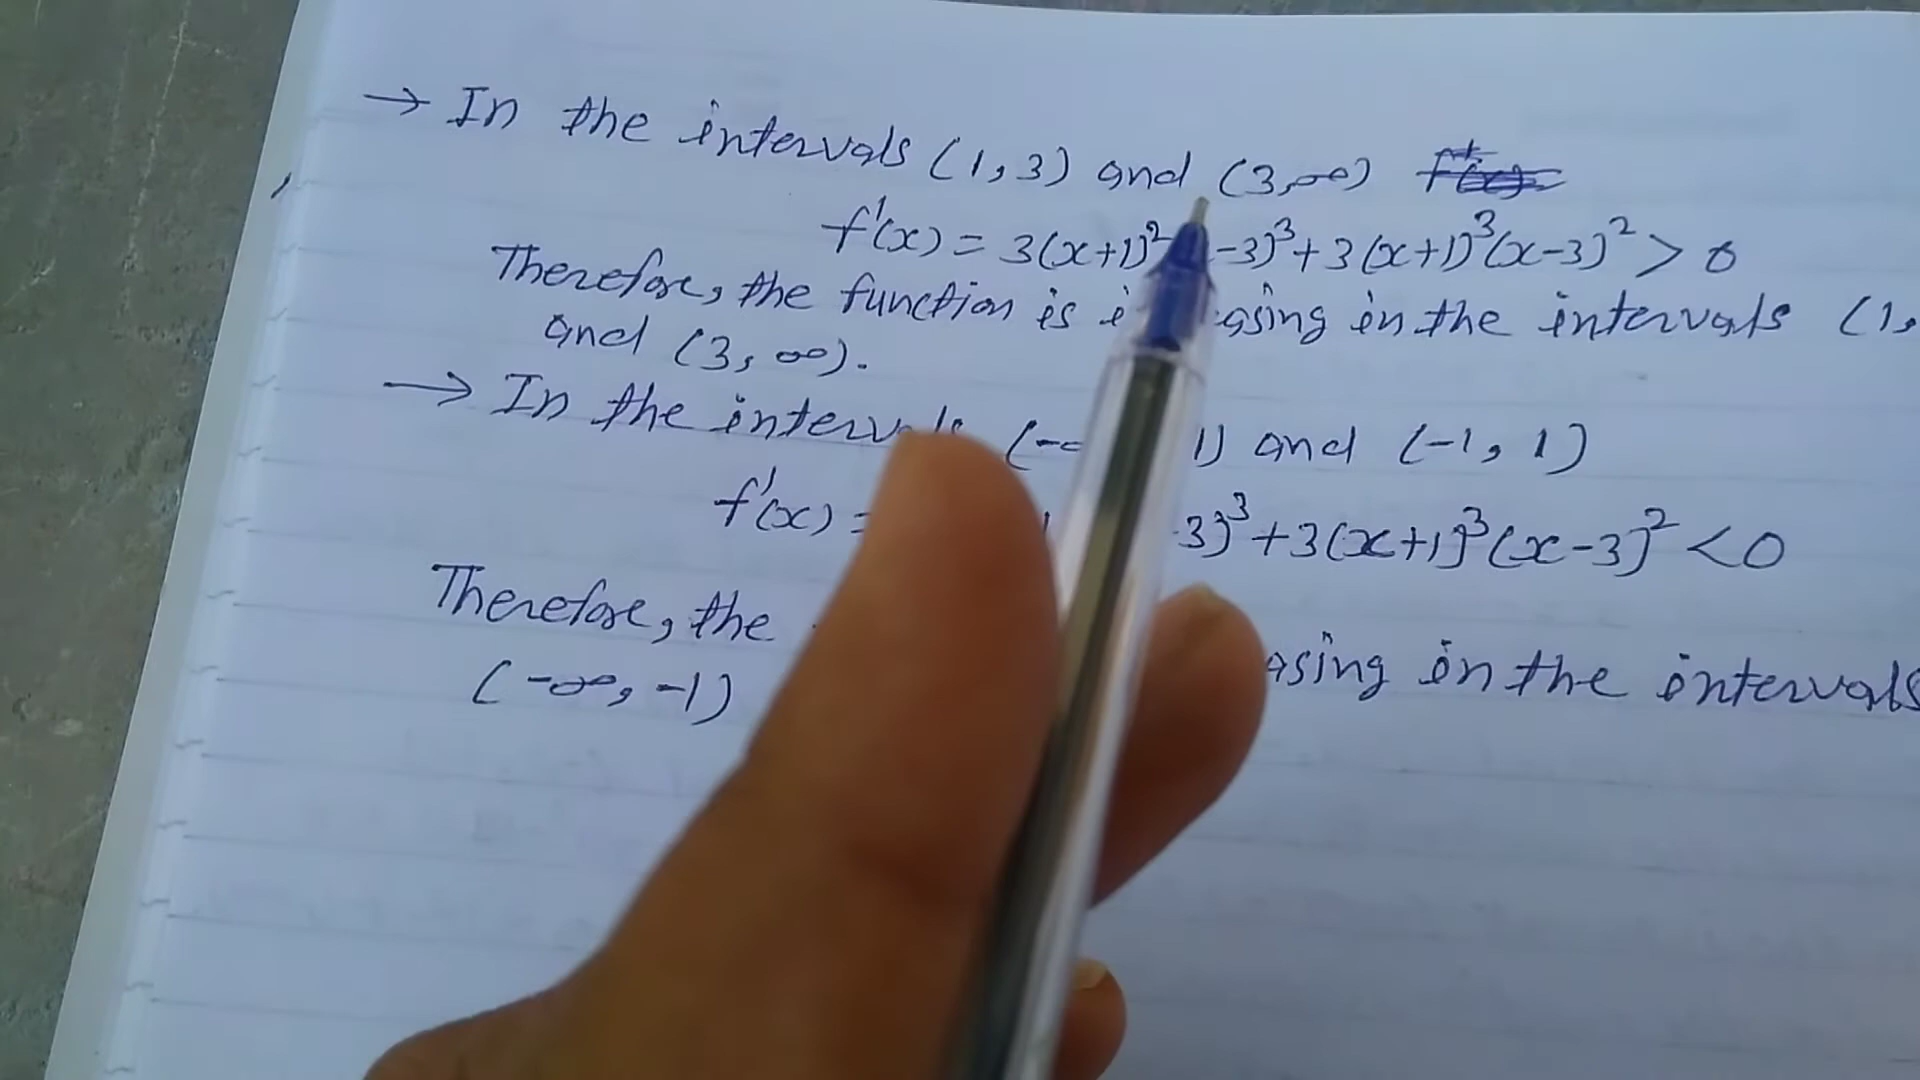 → In the intervals (1,3) and (3,∞)
f'(x) = 3(x+1)² -3)³+3(x+1)³(x-3)² > 0
Therefore, the function is asing in the intervals (1,
and (3, ∞).
→ In the intervals (-∞ 1) and (-1, 1)
f'(x) = 3)³+3(x+1)³(x-3)² <0
Therefore, the asing in the intervals
(-∞, -1)